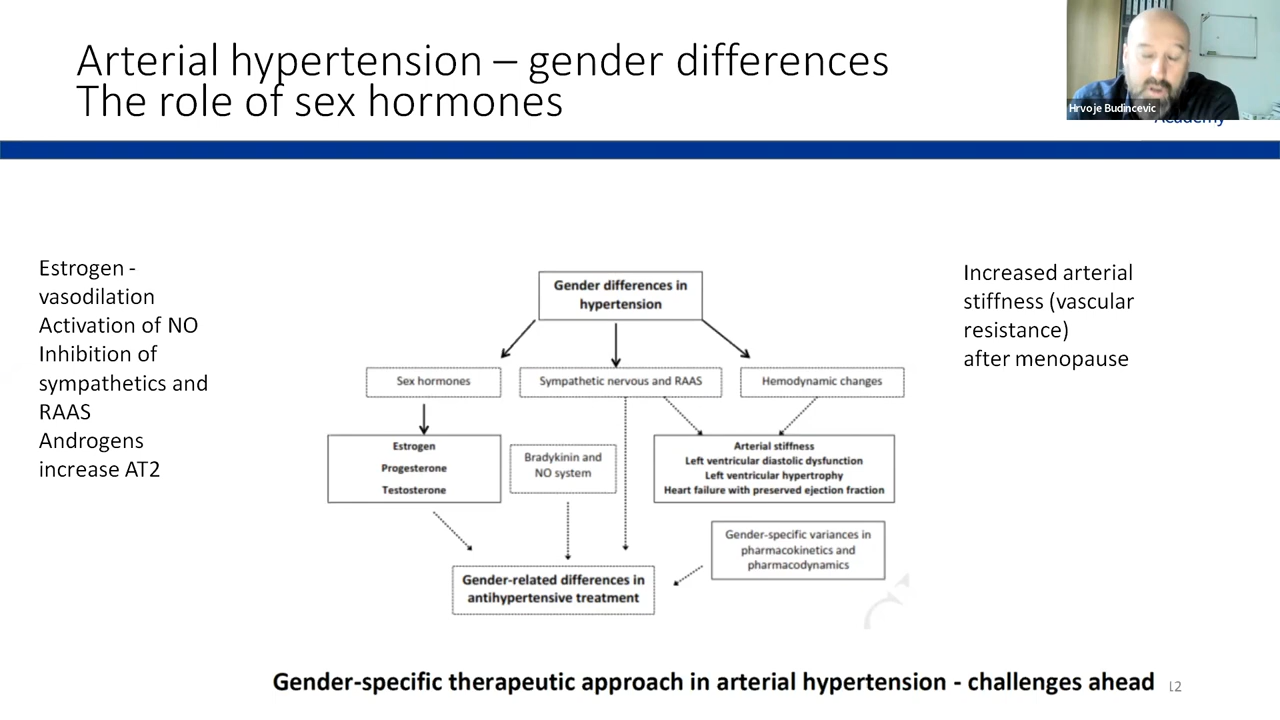 Arterial hypertension – gender differences
The role of sex hormones
Hrvoje Budincevic
Academy
Estrogen -
vasodilation
Activation of NO
Inhibition of
sympathetics and
RAAS
Androgens
increase AT2
Gender differences in
hypertension
Sex hormones
Sympathetic nervous and RAAS
Hemodynamic changes
Estrogen
Progesterone
Testosterone
Bradykinin and
NO system
Arterial stiffness
Left ventricular diastolic dysfunction
Left ventricular hypertrophy
Heart failure with preserved ejection fraction
Gender-specific variances in
pharmacokinetics and
pharmacodynamics
Gender-related differences in
antihypertensive treatment
Increased arterial
stiffness (vascular
resistance)
after menopause
Gender-specific therapeutic approach in arterial hypertension - challenges ahead
12